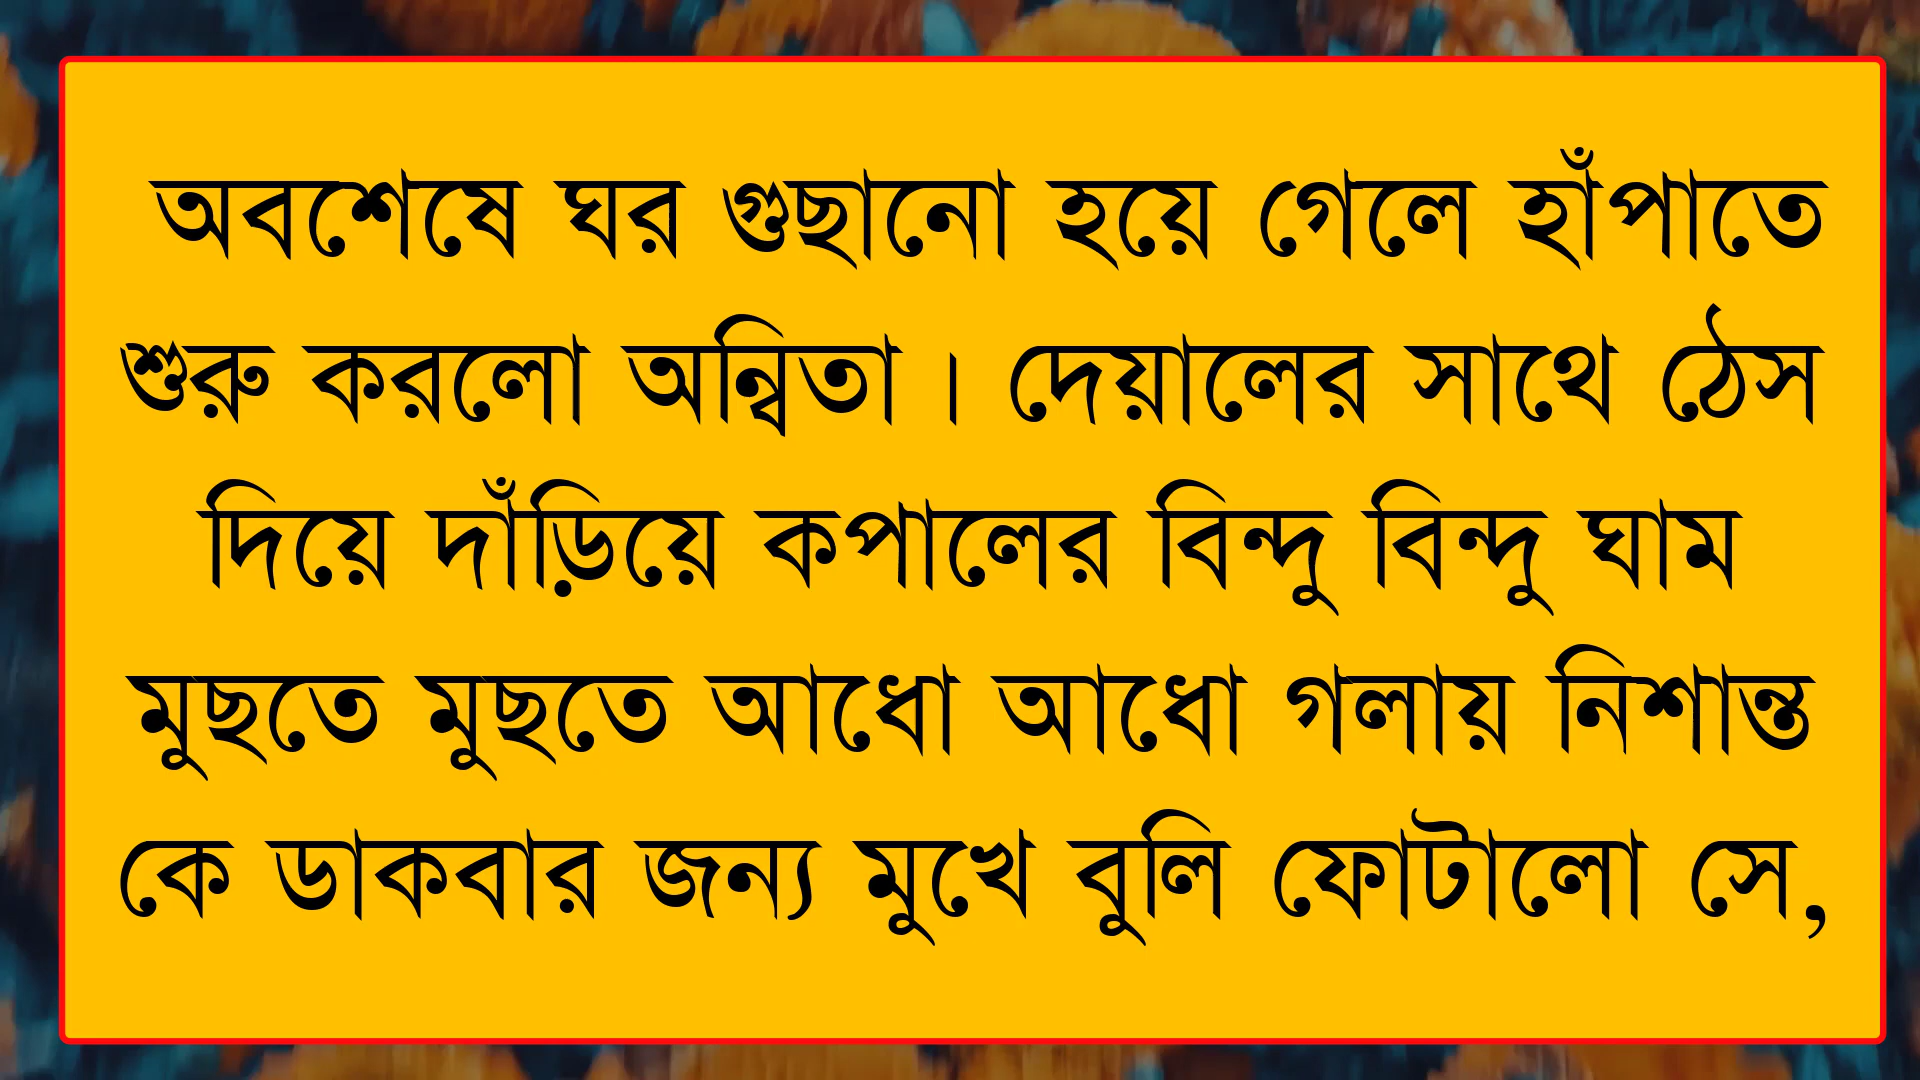 অবশেষে ঘর গুছানো হয়ে গেলে হাঁপাতে
শুরু করলো অন্বিতা । দেয়ালের সাথে ঠেস
দিয়ে দাঁড়িয়ে কপালের বিন্দু বিন্দু ঘাম
মুছতে মুছতে আধো আধো গলায় নিশান্ত
কে ডাকবার জন্য মুখে বুলি ফোটালো সে,